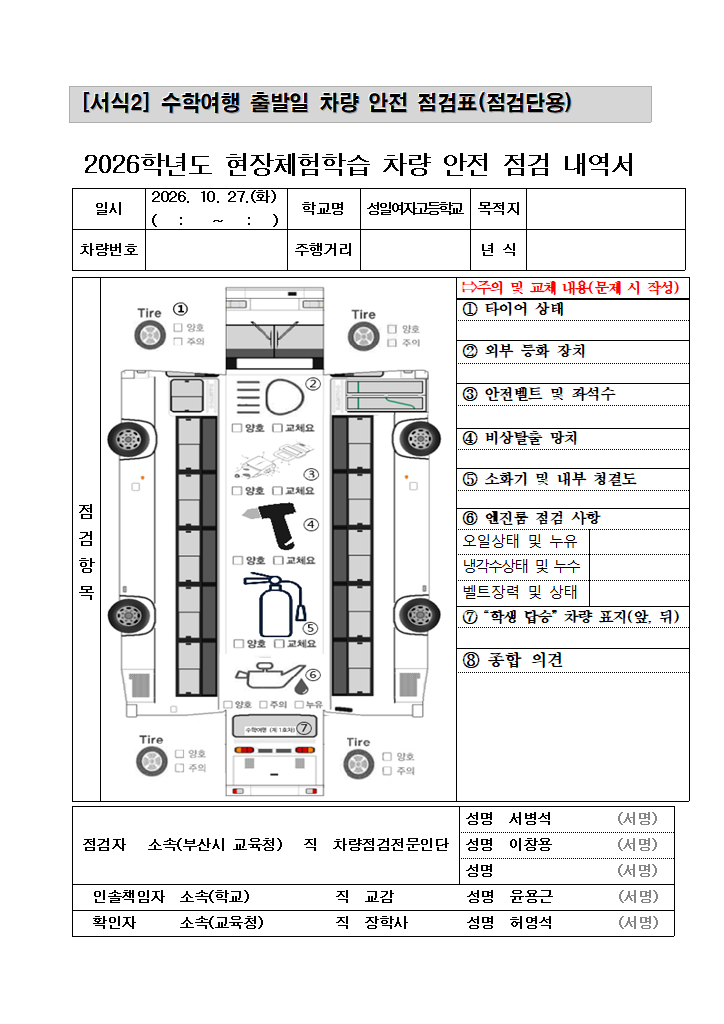 [서식2] 수학여행 출발일 차량 안전 점검표(점검단용)
2026학년도 현장체험학습 차량 안전 점검 내역서
일시 2026. 10. 27.(화) ( : ~ : ) 학교명 성일여자고등학교 목적지
차량번호 주행거리 년 식
점검항목
Tire ①
□ 양호
□ 주의
Tire
□ 양호
□ 주의
②
□ 양호 □ 교체요
③
□ 양호 □ 교체요
④
□ 양호 □ 교체요
⑤
□ 양호 □ 교체요
⑥
□ 양호 □ 주의 □ 누유
수학여행 (제 1호차) ⑦
Tire
□ 양호
□ 주의
Tire
□ 양호
□ 주의
⇨주의 및 교체 내용(문제 시 작성)
① 타이어 상태
② 외부 등화 장치
③ 안전벨트 및 좌석수
④ 비상탈출 망치
⑤ 소화기 및 내부 청결도
⑥ 엔진룸 점검 사항
오일상태 및 누유
냉각수상태 및 누수
벨트장력 및 상태
⑦ “학생 탑승” 차량 표지(앞, 뒤)
⑧ 종합 의견
점검자 소속(부산시 교육청) 직 차량점검전문인단
성명 서병석 (서명)
성명 이창용 (서명)
성명 (서명)
인솔책임자 소속(학교) 직 교감 성명 윤용근 (서명)
확인자 소속(교육청) 직 장학사 성명 허영석 (서명)